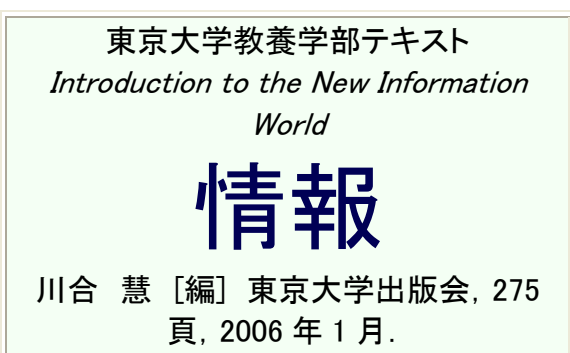 東京大学教養学部テキスト
Introduction to the New Information
World
情報
川合　慧 [編] 東京大学出版会, 275
頁, 2006 年 1 月.